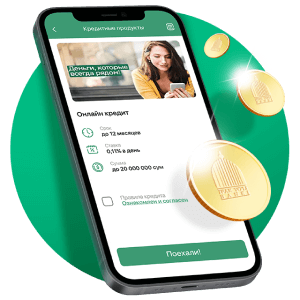 Кредитные продукты
Деньги, которые
всегда рядом!
Онлайн кредит
Срок
до 12 месяцев
Ставка
0,11% в день
Сумма
до 20 000 000 сум
Правила кредита
Ознакомлен и согласен
Поехали!